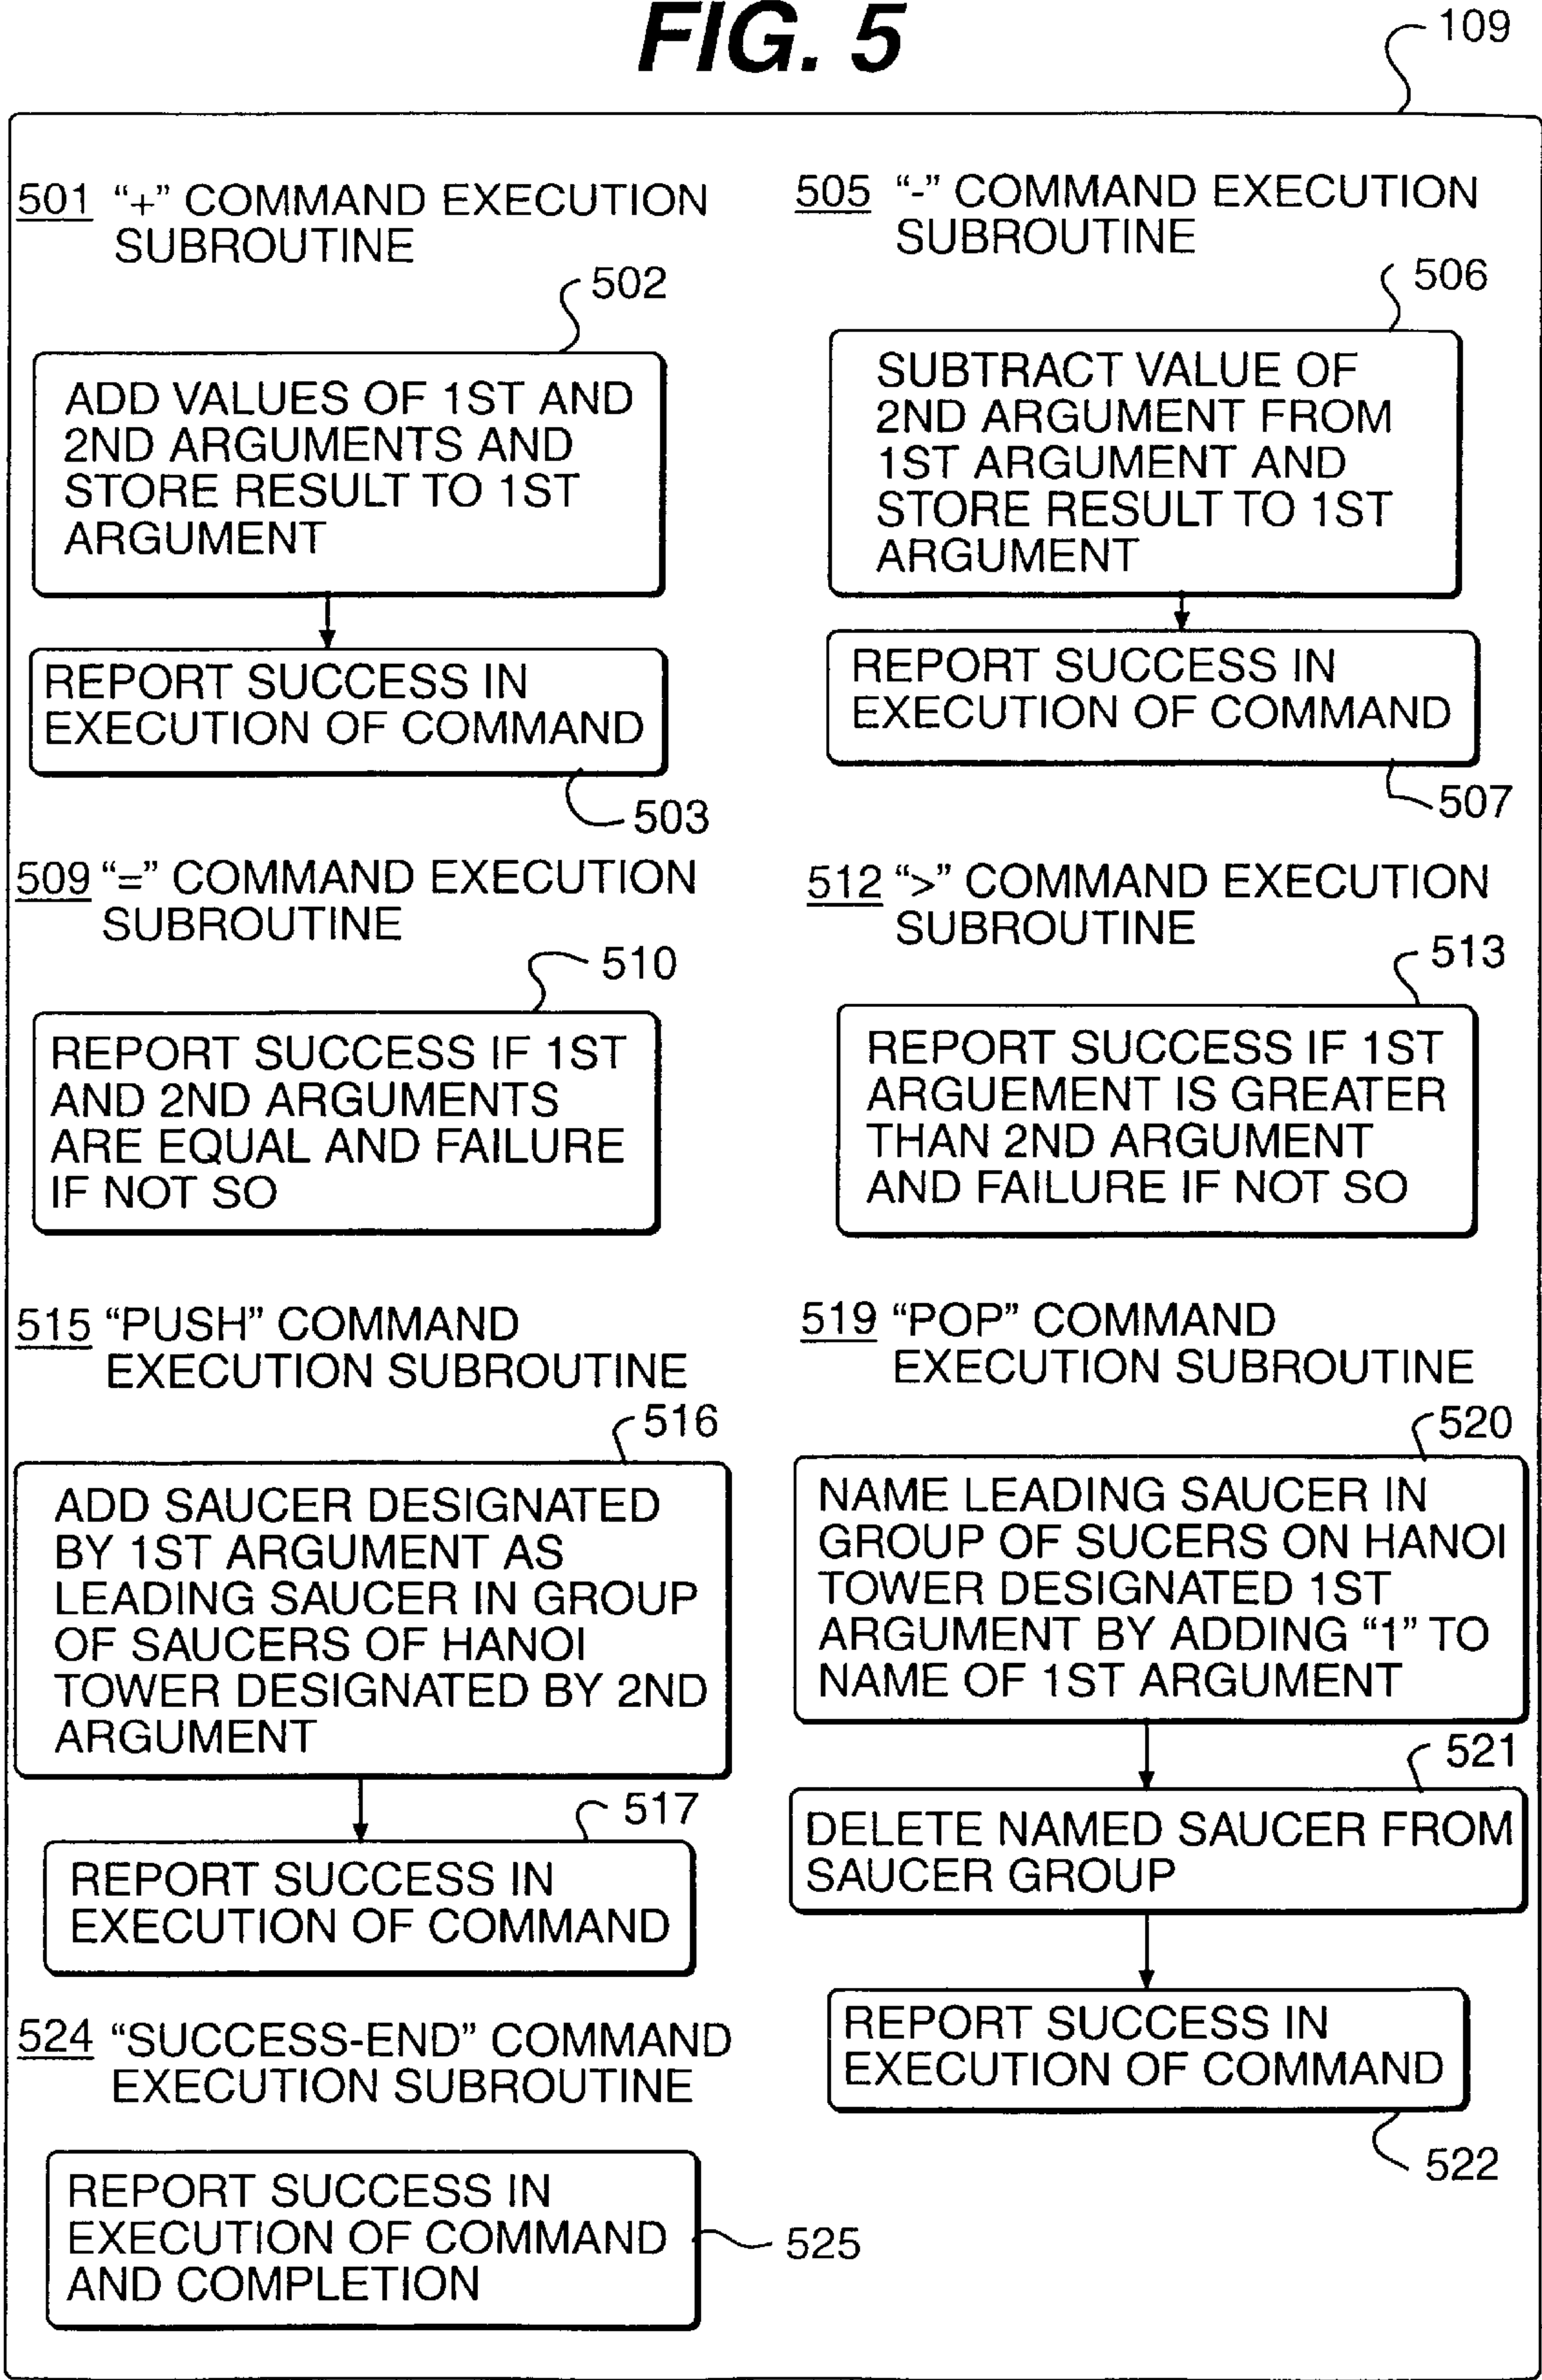 FIG. 5
109
501 “+” COMMAND EXECUTION
SUBROUTINE
502
ADD VALUES OF 1ST AND
2ND ARGUMENTS AND
STORE RESULT TO 1ST
ARGUMENT
REPORT SUCCESS IN
EXECUTION OF COMMAND
503
505 “-” COMMAND EXECUTION
SUBROUTINE
506
SUBTRACT VALUE OF
2ND ARGUMENT FROM
1ST ARGUMENT AND
STORE RESULT TO 1ST
ARGUMENT
REPORT SUCCESS IN
EXECUTION OF COMMAND
507
509 “=” COMMAND EXECUTION
SUBROUTINE
510
REPORT SUCCESS IF 1ST
AND 2ND ARGUMENTS
ARE EQUAL AND FAILURE
IF NOT SO
512 “>” COMMAND EXECUTION
SUBROUTINE
513
REPORT SUCCESS IF 1ST
ARGUEMENT IS GREATER
THAN 2ND ARGUMENT
AND FAILURE IF NOT SO
515 “PUSH” COMMAND
EXECUTION SUBROUTINE
516
ADD SAUCER DESIGNATED
BY 1ST ARGUMENT AS
LEADING SAUCER IN GROUP
OF SAUCERS OF HANOI
TOWER DESIGNATED BY 2ND
ARGUMENT
517
REPORT SUCCESS IN
EXECUTION OF COMMAND
519 “POP” COMMAND
EXECUTION SUBROUTINE
520
NAME LEADING SAUCER IN
GROUP OF SUCERS ON HANOI
TOWER DESIGNATED 1ST
ARGUMENT BY ADDING “1” TO
NAME OF 1ST ARGUMENT
521
DELETE NAMED SAUCER FROM
SAUCER GROUP
REPORT SUCCESS IN
EXECUTION OF COMMAND
522
524 “SUCCESS-END” COMMAND
EXECUTION SUBROUTINE
REPORT SUCCESS IN
EXECUTION OF COMMAND
AND COMPLETION
525